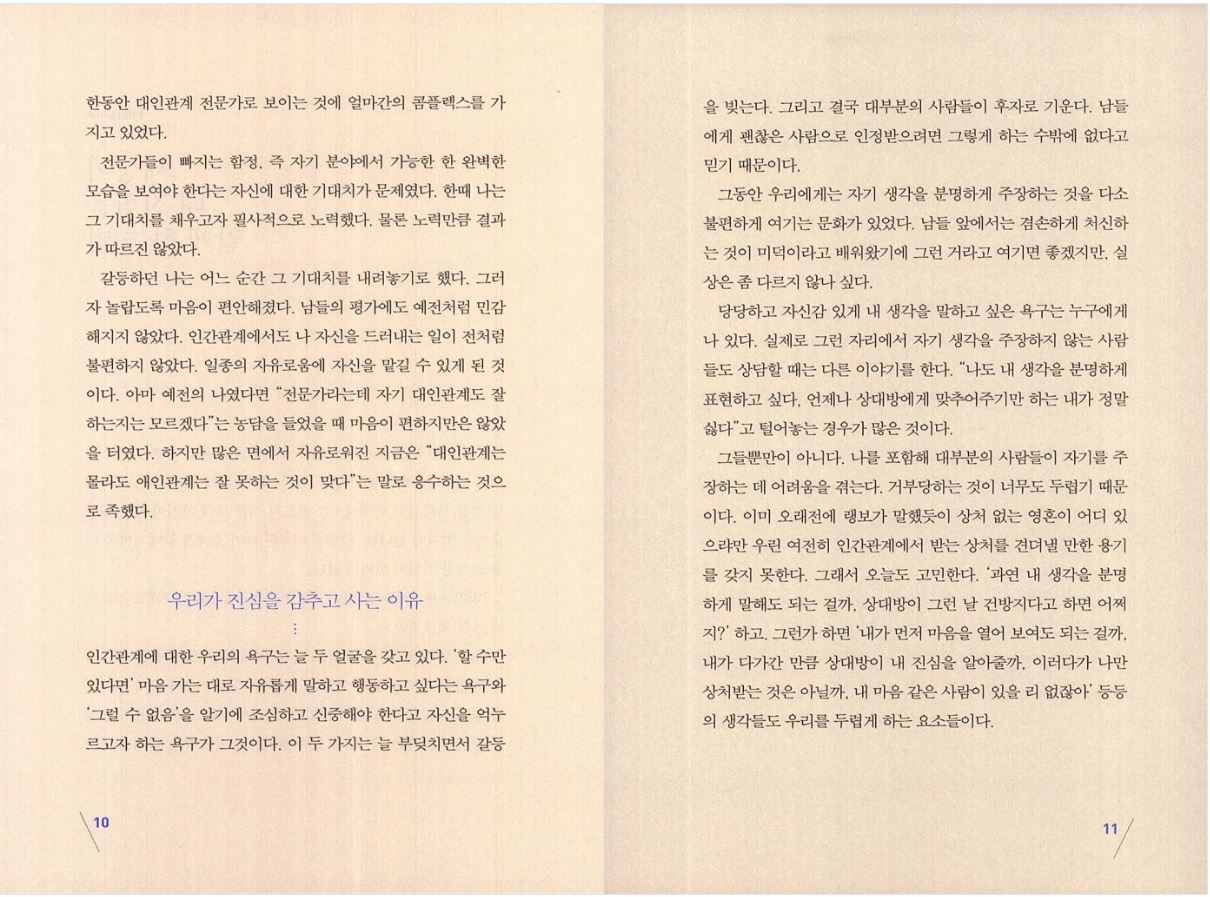 한동안 대인관계 전문가로 보이는 것에 얼마간의 콤플렉스를 가
지고 있었다.
전문가들이 빠지는 함정, 즉 자기 분야에서 가능한 한 완벽한
모습을 보여야 한다는 자신에 대한 기대치가 문제였다. 한때 나는
그 기대치를 채우고자 필사적으로 노력했다. 물론 노력만큼 결과
가 따르진 않았다.
갈등하던 나는 어느 순간 그 기대치를 내려놓기로 했다. 그러
자 놀랍도록 마음이 편안해졌다. 남들의 평가에도 예전처럼 민감
해지지 않았다. 인간관계에서도 나 자신을 드러내는 일이 전처럼
불편하지 않았다. 일종의 자유로움에 자신을 맡길 수 있게 된 것
이다. 아마 예전의 나였다면 “전문가라는데 자기 대인관계도 잘
하는지는 모르겠다”는 농담을 들었을 때 마음이 편하지만은 않았
을 터였다. 하지만 많은 면에서 자유로워진 지금은 “대인관계는
몰라도 애인관계는 잘 못하는 것이 맞다”는 말로 응수하는 것으
로 족했다.
우리가 진심을 감추고 사는 이유
⋮
인간관계에 대한 우리의 욕구는 늘 두 얼굴을 갖고 있다. ‘할 수만
있다면’ 마음 가는 대로 자유롭게 말하고 행동하고 싶다는 욕구와
‘그럴 수 없음’을 알기에 조심하고 신중해야 한다고 자신을 억누
르고자 하는 욕구가 그것이다. 이 두 가지는 늘 부딪치면서 갈등
10
을 빚는다. 그리고 결국 대부분의 사람들이 후자로 기운다. 남들
에게 괜찮은 사람으로 인정받으려면 그렇게 하는 수밖에 없다고
믿기 때문이다.
그동안 우리에게는 자기 생각을 분명하게 주장하는 것을 다소
불편하게 여기는 문화가 있었다. 남들 앞에서는 겸손하게 처신하
는 것이 미덕이라고 배워왔기에 그런 거라고 여기면 좋겠지만, 실
상은 좀 다르지 않나 싶다.
당당하고 자신감 있게 내 생각을 말하고 싶은 욕구는 누구에게
나 있다. 실제로 그런 자리에서 자기 생각을 주장하지 않는 사람
들도 상담할 때는 다른 이야기를 한다. “나도 내 생각을 분명하게
표현하고 싶다, 언제나 상대방에게 맞추어주기만 하는 내가 정말
싫다”고 털어놓는 경우가 많은 것이다.
그들뿐만이 아니다. 나를 포함해 대부분의 사람들이 자기를 주
장하는 데 어려움을 겪는다. 거부당하는 것이 너무도 두렵기 때문
이다. 이미 오래전에 랭보가 말했듯이 상처 없는 영혼이 어디 있
으랴만 우린 여전히 인간관계에서 받는 상처를 견뎌낼 만한 용기
를 갖지 못한다. 그래서 오늘도 고민한다. ‘과연 내 생각을 분명
하게 말해도 되는 걸까, 상대방이 그런 날 건방지다고 하면 어쩌
지?’ 하고. 그런가 하면 ‘내가 먼저 마음을 열어 보여도 되는 걸까,
내가 다가간 만큼 상대방이 내 진심을 알아줄까, 이러다가 나만
상처받는 것은 아닐까, 내 마음 같은 사람이 있을 리 없잖아’ 등등
의 생각들도 우리를 두렵게 하는 요소들이다.
11